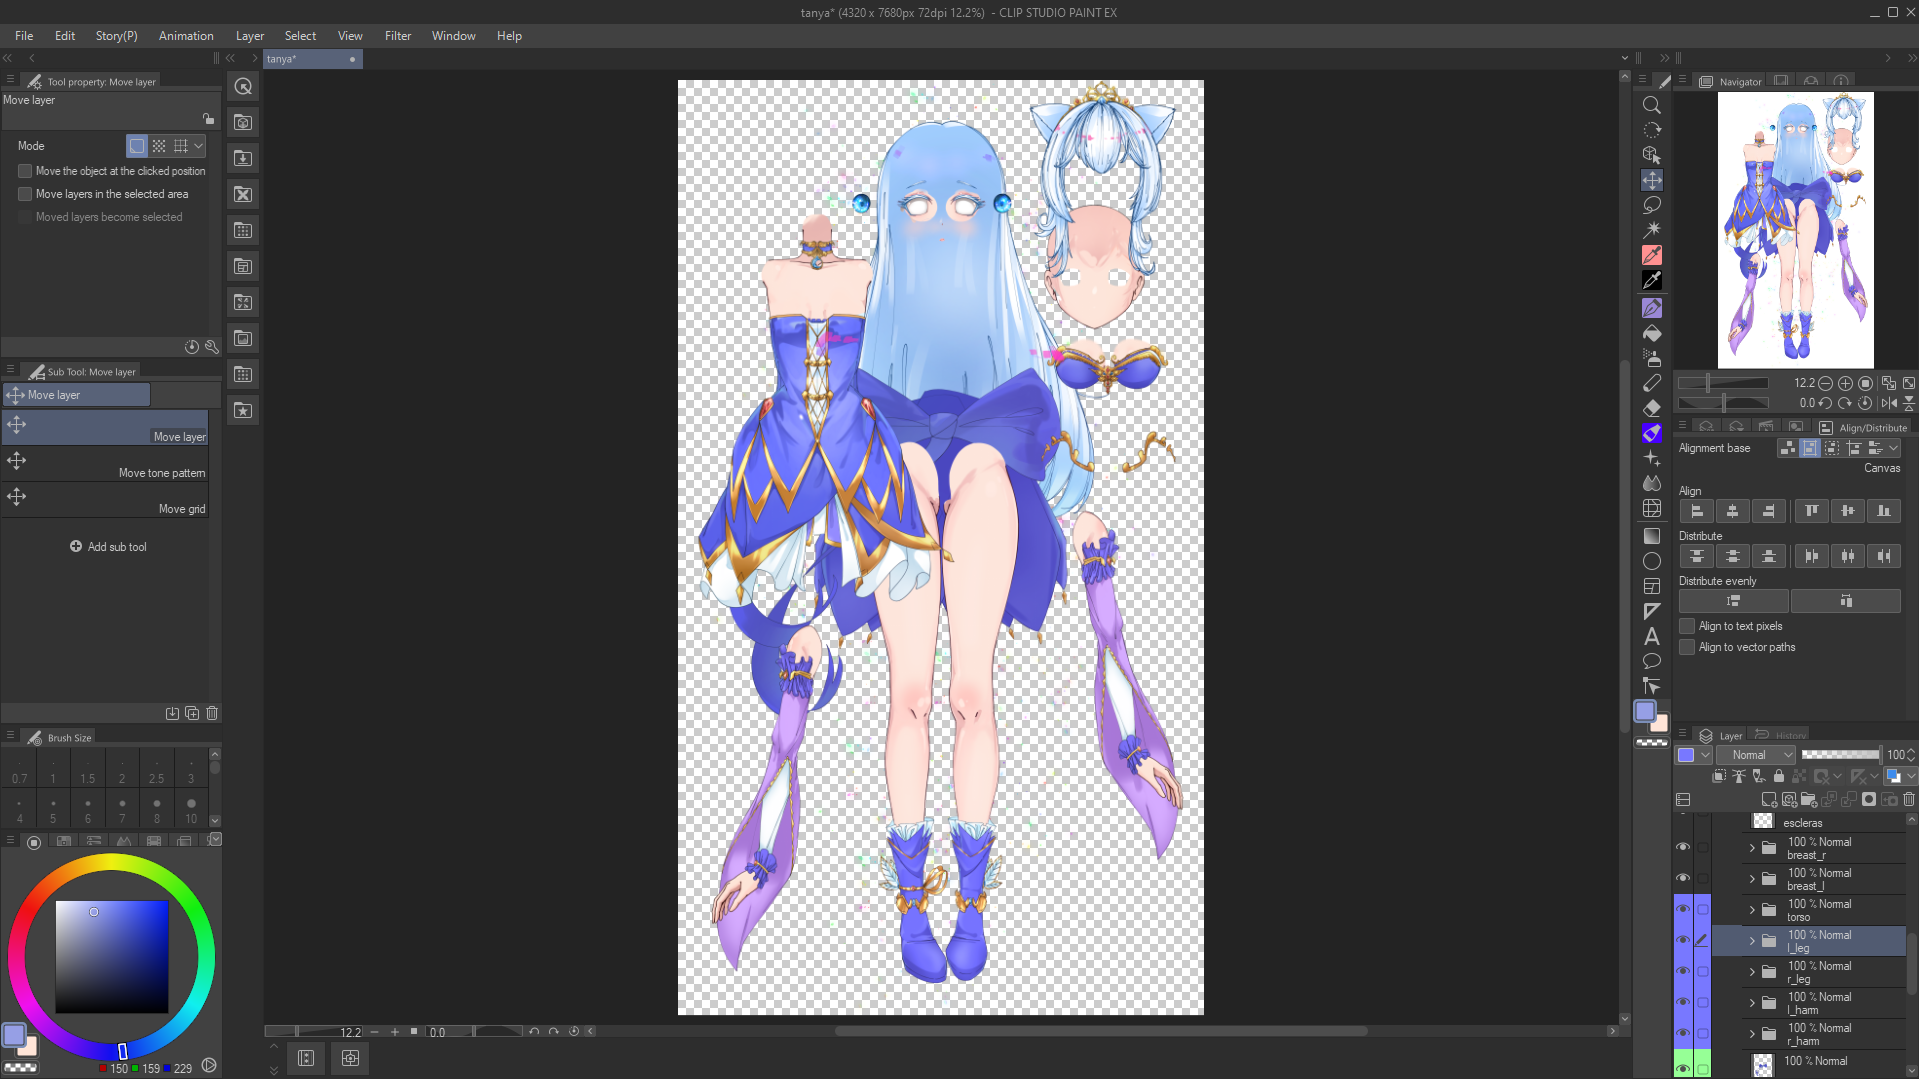 tanya* (4320 x 7680px 72dpi 12.2%) - CLIP STUDIO PAINT EX
File Edit Story(P) Animation Layer Select View Filter Window Help
tanya*
Tool property: Move layer
Move layer
Mode
Move the object at the clicked position
Move layers in the selected area
Moved layers become selected
Sub Tool: Move layer
Move layer
Move layer
Move tone pattern
Move grid
Add sub tool
Brush Size
0.7 1 1.5 2 2.5 3
4 5 6 7 8 10
150 159 229
12.2 0.0
Navigator
12.2
0.0
Align/Distribute
Alignment base
Canvas
Align
Distribute
Distribute evenly
Align to text pixels
Align to vector paths
Layer History
Normal 100
escleras
100 % Normal
breast_r
100 % Normal
breast_l
100 % Normal
torso
100 % Normal
l_leg
100 % Normal
r_leg
100 % Normal
l_harm
100 % Normal
r_harm
100 % Normal